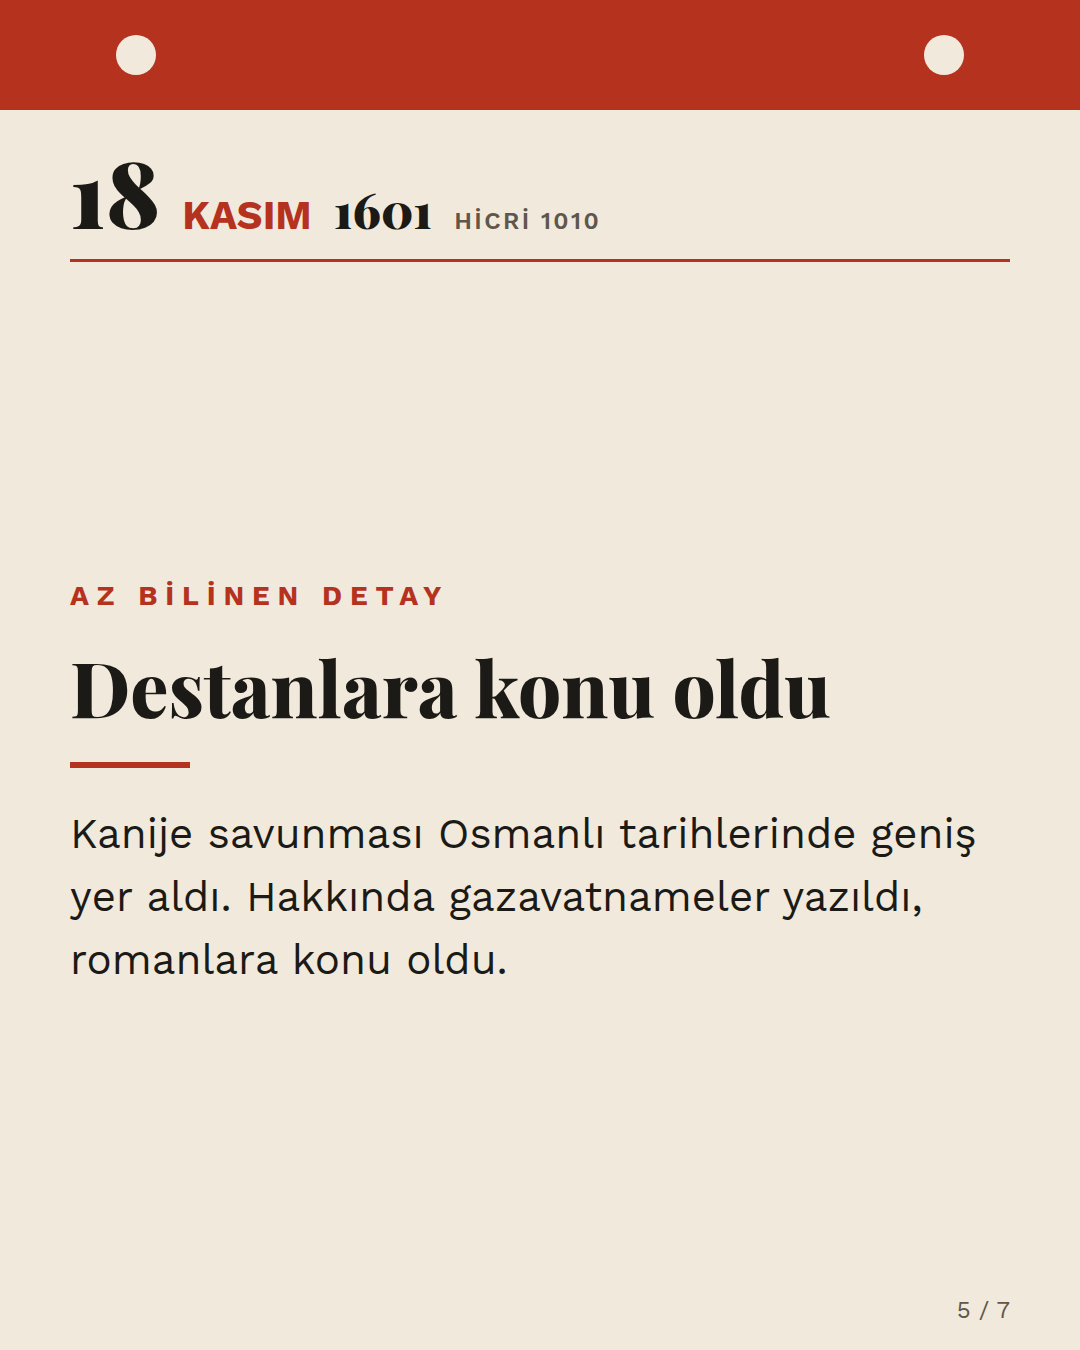 18 KASIM 1601 HİCRİ 1010
AZ BİLİNEN DETAY
Destanlara konu oldu
Kanije savunması Osmanlı tarihlerinde geniş
yer aldı. Hakkında gazavatnameler yazıldı,
romanlara konu oldu.
5 / 7